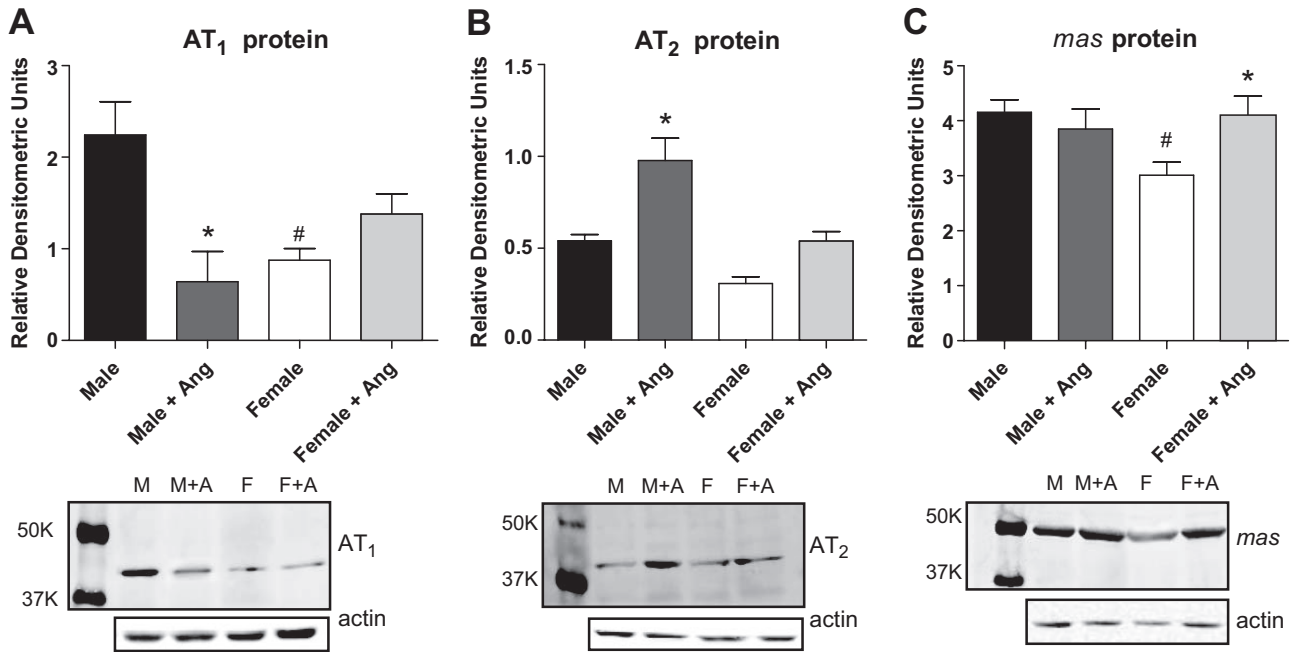 A
AT1 protein
Relative Densitometric Units
3
2
1
0
*
#
Male
Male + Ang
Female
Female + Ang
M M+A F F+A
50K
37K
AT1
actin
B
AT2 protein
Relative Densitometric Units
1.5
1.0
0.5
0.0
*
Male
Male + Ang
Female
Female + Ang
M M+A F F+A
50K
37K
AT2
actin
C
mas protein
Relative Densitometric Units
5
4
3
2
1
0
#
*
Male
Male + Ang
Female
Female + Ang
M M+A F F+A
50K
37K
mas
actin